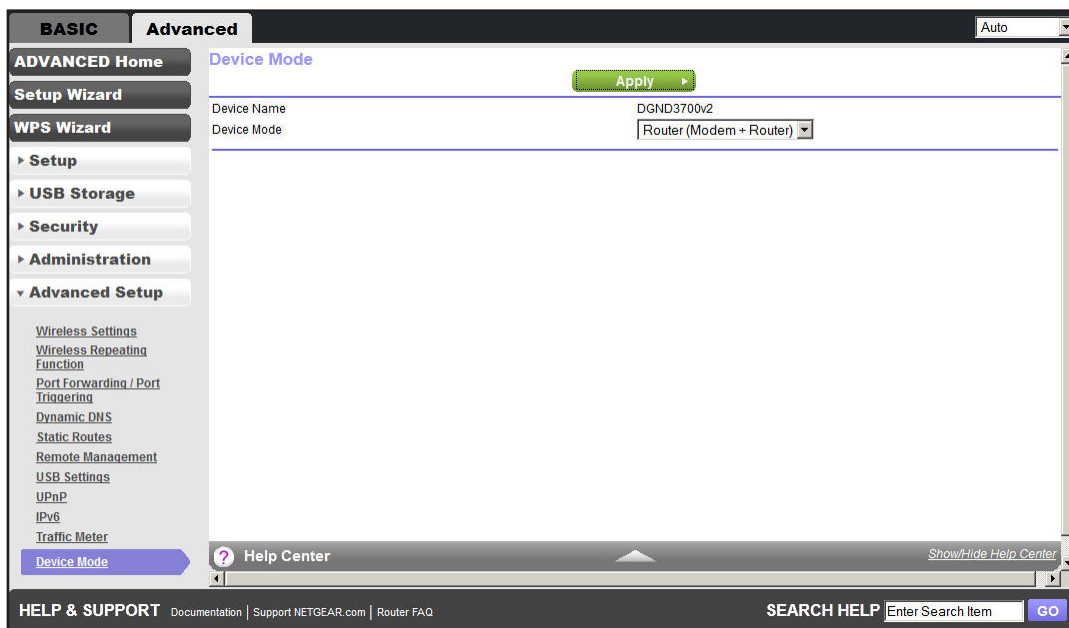 BASIC
Advanced
Auto
ADVANCED Home
Setup Wizard
WPS Wizard
Setup
USB Storage
Security
Administration
Advanced Setup
Wireless Settings
Wireless Repeating
Function
Port Forwarding / Port
Triggering
Dynamic DNS
Static Routes
Remote Management
USB Settings
UPnP
IPv6
Traffic Meter
Device Mode
Device Mode
Apply
Device Name DGND3700v2
Device Mode Router (Modem + Router)
? Help Center Show/Hide Help Center
HELP & SUPPORT Documentation | Support NETGEAR.com | Router FAQ SEARCH HELP Enter Search Item GO